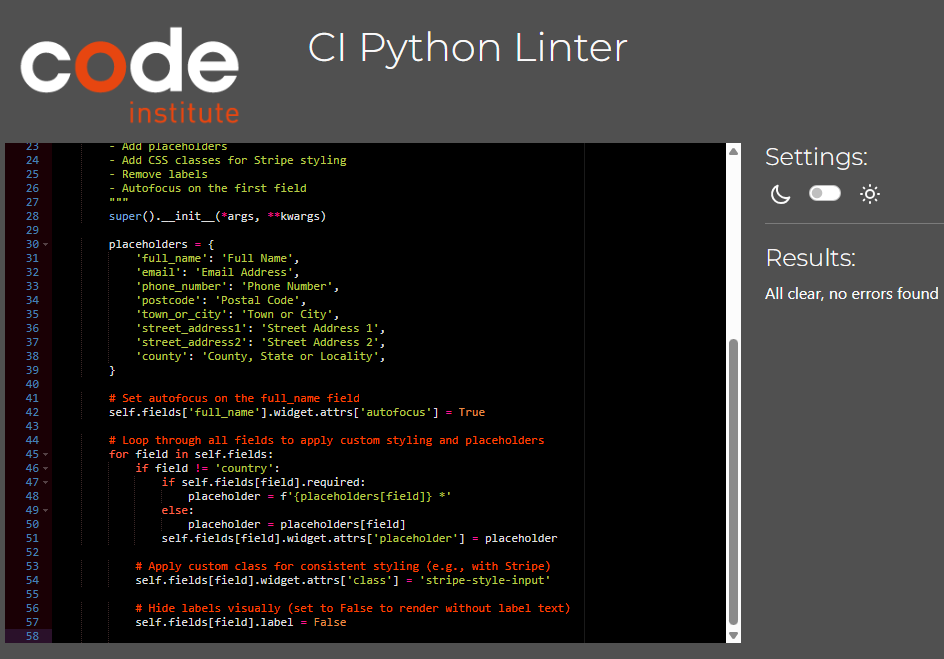 code
institute
CI Python Linter
23 - Add placeholders
24 - Add CSS classes for Stripe styling
25 - Remove labels
26 - Autofocus on the first field
27 """
28 super().__init__(*args, **kwargs)
29
30 placeholders = {
31 'full_name': 'Full Name',
32 'email': 'Email Address',
33 'phone_number': 'Phone Number',
34 'postcode': 'Postal Code',
35 'town_or_city': 'Town or City',
36 'street_address1': 'Street Address 1',
37 'street_address2': 'Street Address 2',
38 'county': 'County, State or Locality',
39 }
40
41 # Set autofocus on the full_name field
42 self.fields['full_name'].widget.attrs['autofocus'] = True
43
44 # Loop through all fields to apply custom styling and placeholders
45 for field in self.fields:
46 if field != 'country':
47 if self.fields[field].required:
48 placeholder = f'{placeholders[field]} *'
49 else:
50 placeholder = placeholders[field]
51 self.fields[field].widget.attrs['placeholder'] = placeholder
52
53 # Apply custom class for consistent styling (e.g., with Stripe)
54 self.fields[field].widget.attrs['class'] = 'stripe-style-input'
55
56 # Hide labels visually (set to False to render without label text)
57 self.fields[field].label = False
58
Settings:
Results:
All clear, no errors found